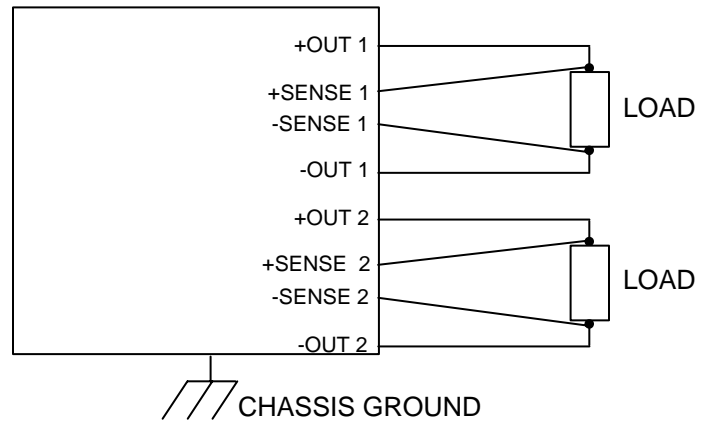 +OUT 1
+SENSE 1
-SENSE 1
LOAD
-OUT 1
+OUT 2
+SENSE 2
-SENSE 2
LOAD
-OUT 2
CHASSIS GROUND